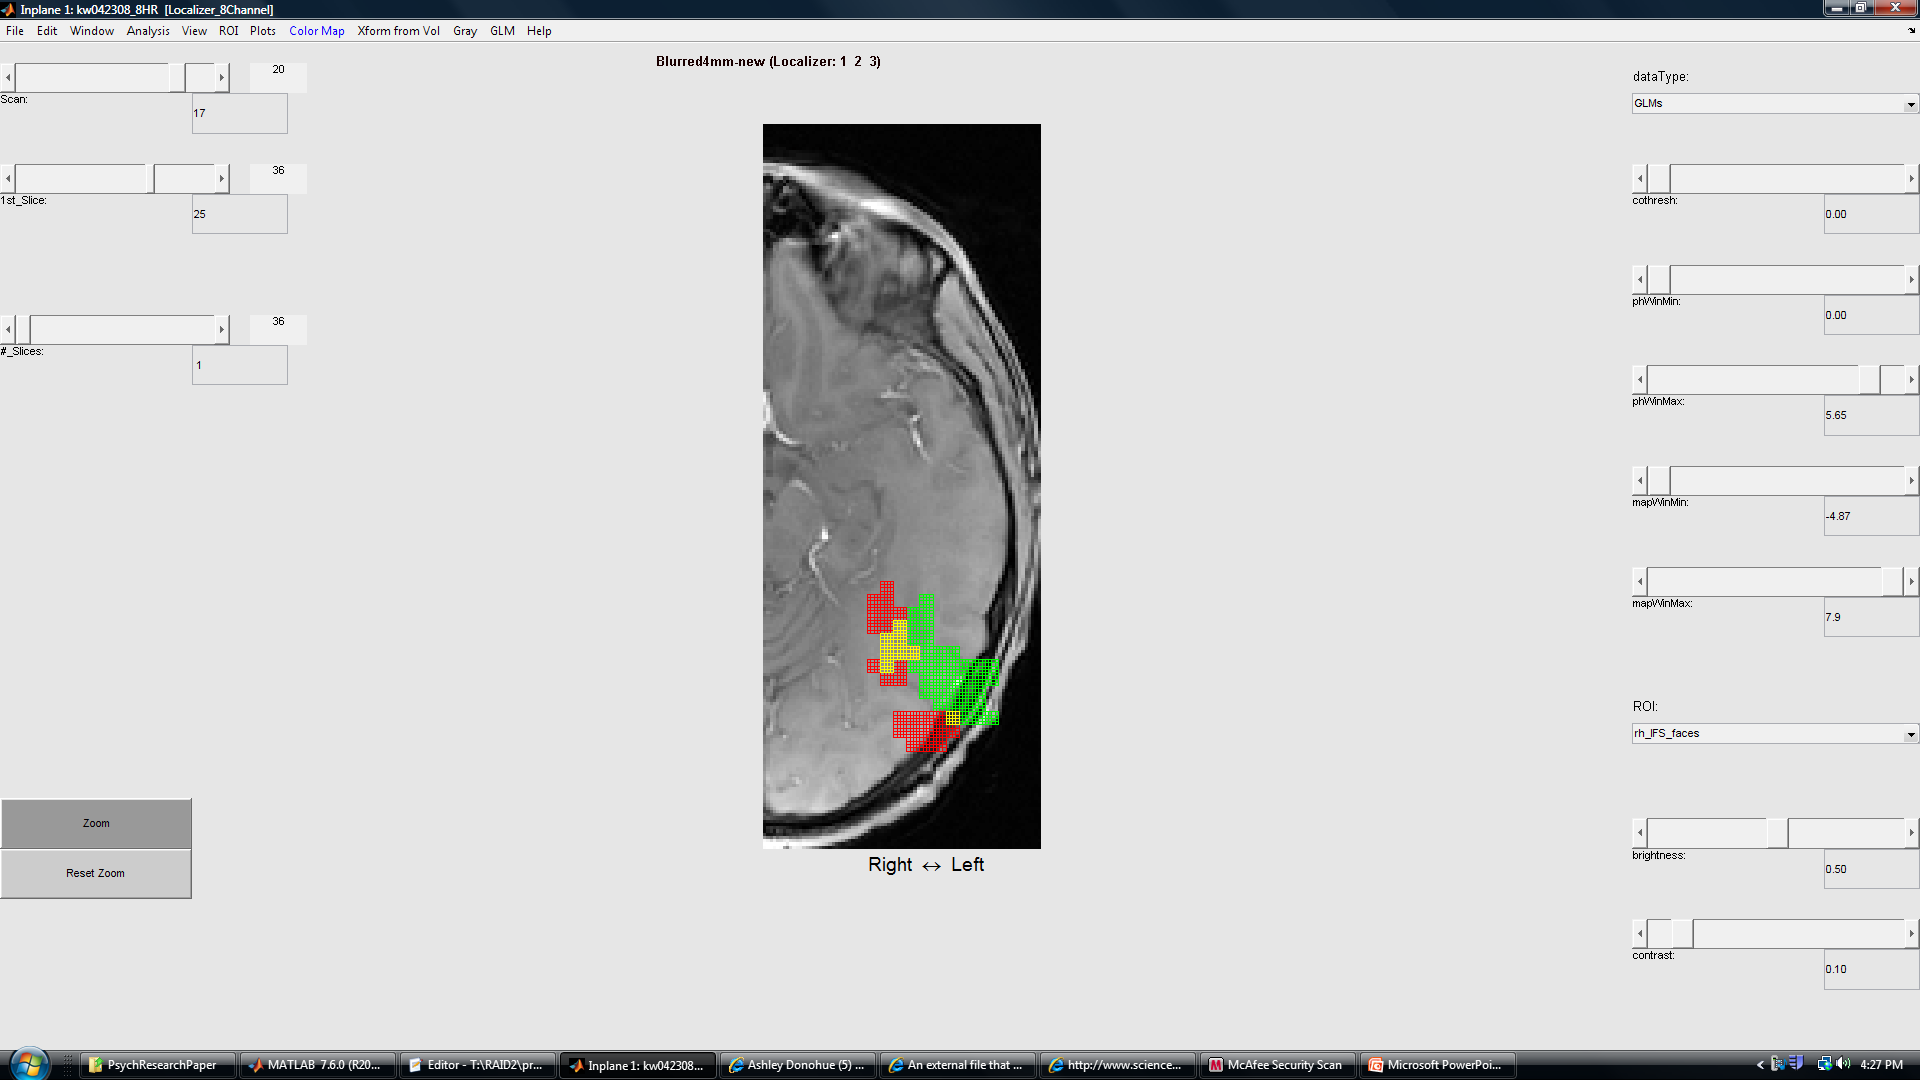 Inplane 1: kw042308_8HR [Localizer_8Channel]
File Edit Window Analysis View ROI Plots Color Map Xform from Vol Gray GLM Help
Blurred4mm-new (Localizer: 1 2 3)
20
Scan:
17
36
1st_Slice:
25
36
#_Slices:
1
Zoom
Reset Zoom
Right ↔ Left
dataType:
GLMs
cothresh:
0.00
phWinMin:
0.00
phWinMax:
5.65
mapWinMin:
-4.87
mapWinMax:
7.9
ROI:
rh_IFS_faces
brightness:
0.50
contrast:
0.10
PsychResearchPaper
MATLAB 7.6.0 (R20...
Editor - T:\RAID2\pr...
Inplane 1: kw042308...
Ashley Donohue (5) ...
An external file that ...
http://www.science...
McAfee Security Scan
Microsoft PowerPoi...
4:27 PM